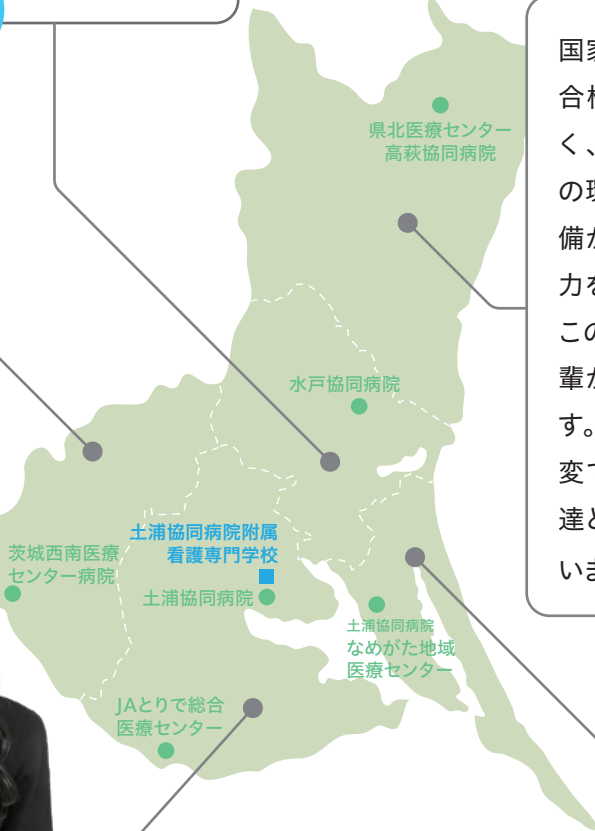 県北医療センター
高萩協同病院
水戸協同病院
土浦協同病院附属
看護専門学校
茨城西南医療
センター病院
土浦協同病院
土浦協同病院
なめがた地域
医療センター
JAとりで総合
医療センター
国家
合格
く、
の環
備が
力を
この
輩が
す。
変て
達と
いま